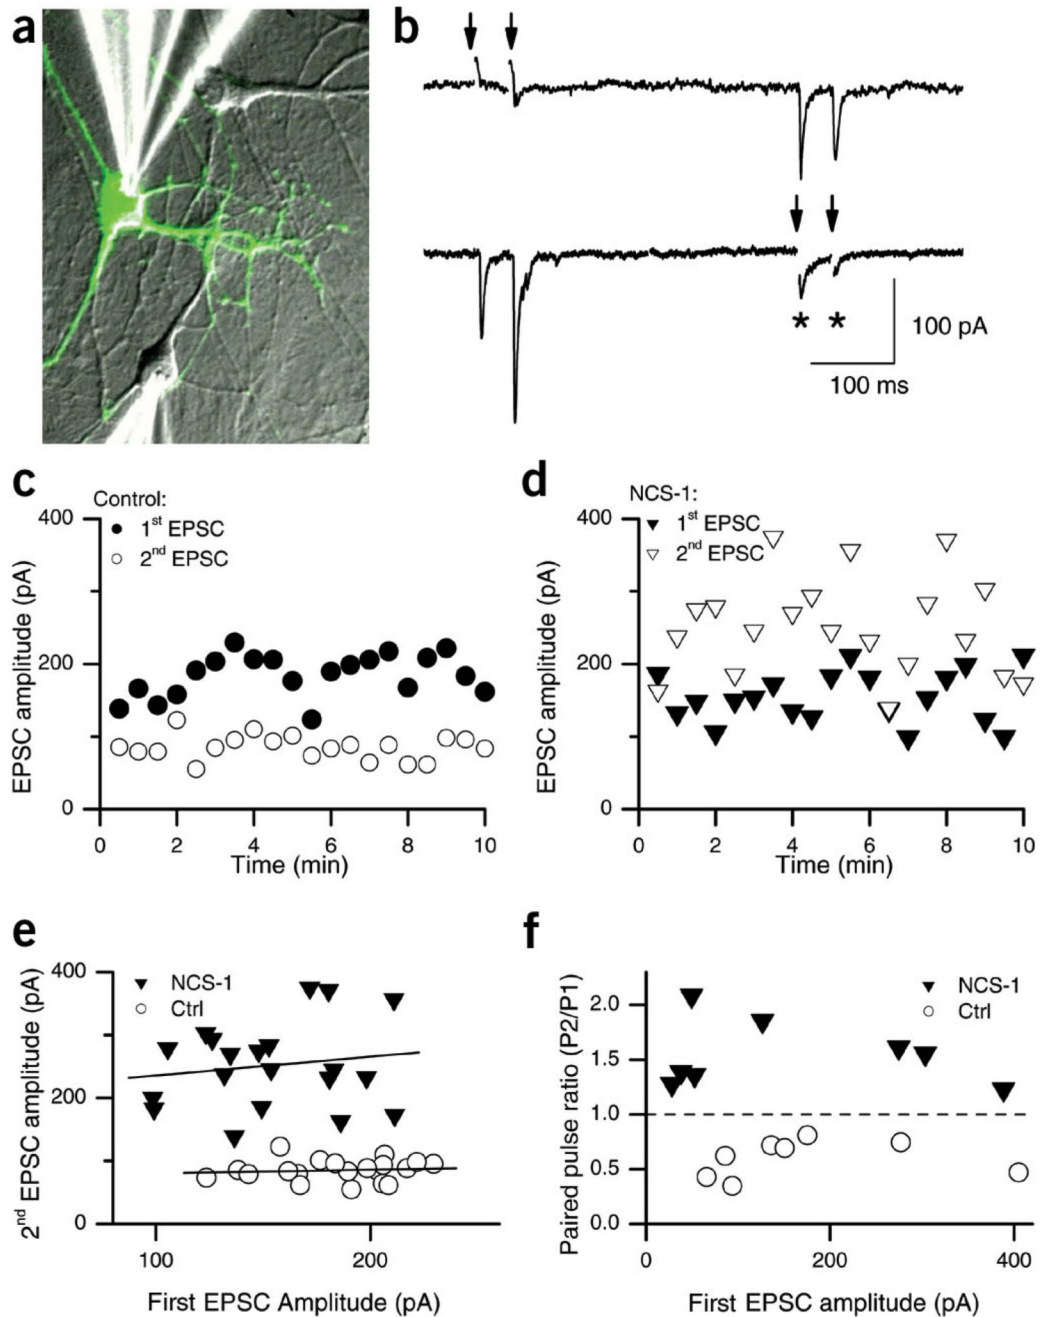 a
b
* *
100 pA
100 ms
c
Control:
1st EPSC
2nd EPSC
EPSC amplitude (pA)
400
200
0
0 2 4 6 8 10
Time (min)
d
NCS-1:
1st EPSC
2nd EPSC
EPSC amplitude (pA)
400
200
0
0 2 4 6 8 10
Time (min)
e
NCS-1
Ctrl
2nd EPSC amplitude (pA)
400
200
0
100 200
First EPSC Amplitude (pA)
f
NCS-1
Ctrl
Paired pulse ratio (P2/P1)
2.0
1.5
1.0
0.5
0.0
0 200 400
First EPSC amplitude (pA)